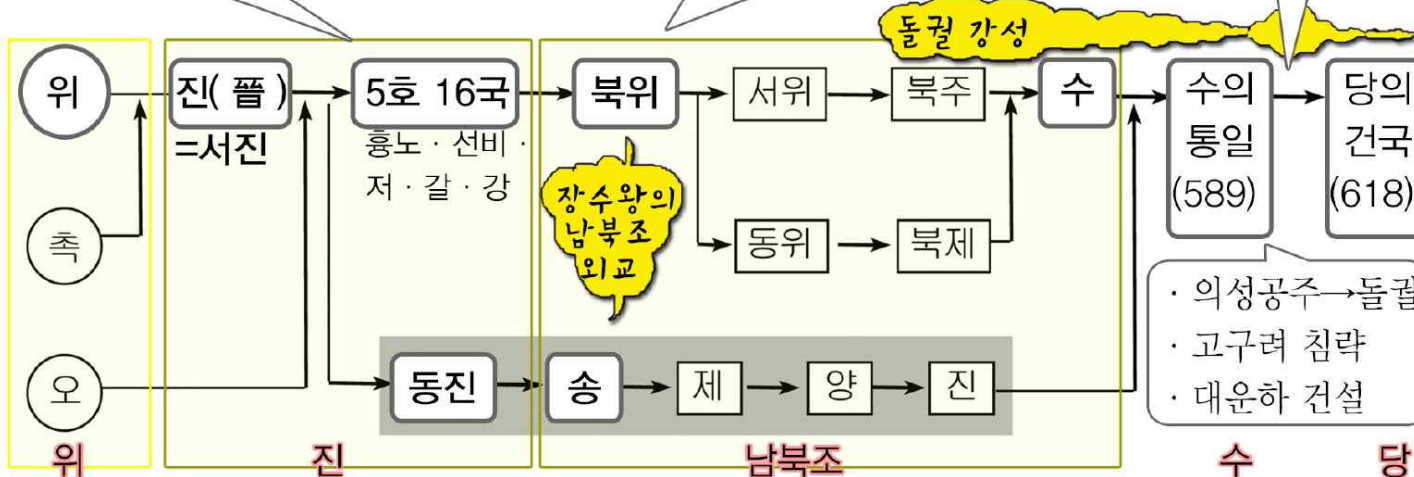 돌궐 강성
위
진(晉)
=서진
5호 16국
흉노 · 선비 ·
저 · 갈 · 강
북위
서위
북주
수
수의
통일
(589)
당의
건국
(618)
촉
장수왕의
남북조
외교
동위
북제
· 의성공주→돌궐
· 고구려 침략
· 대운하 건설
오
동진
송
제
양
진
위
진
남북조
수
당